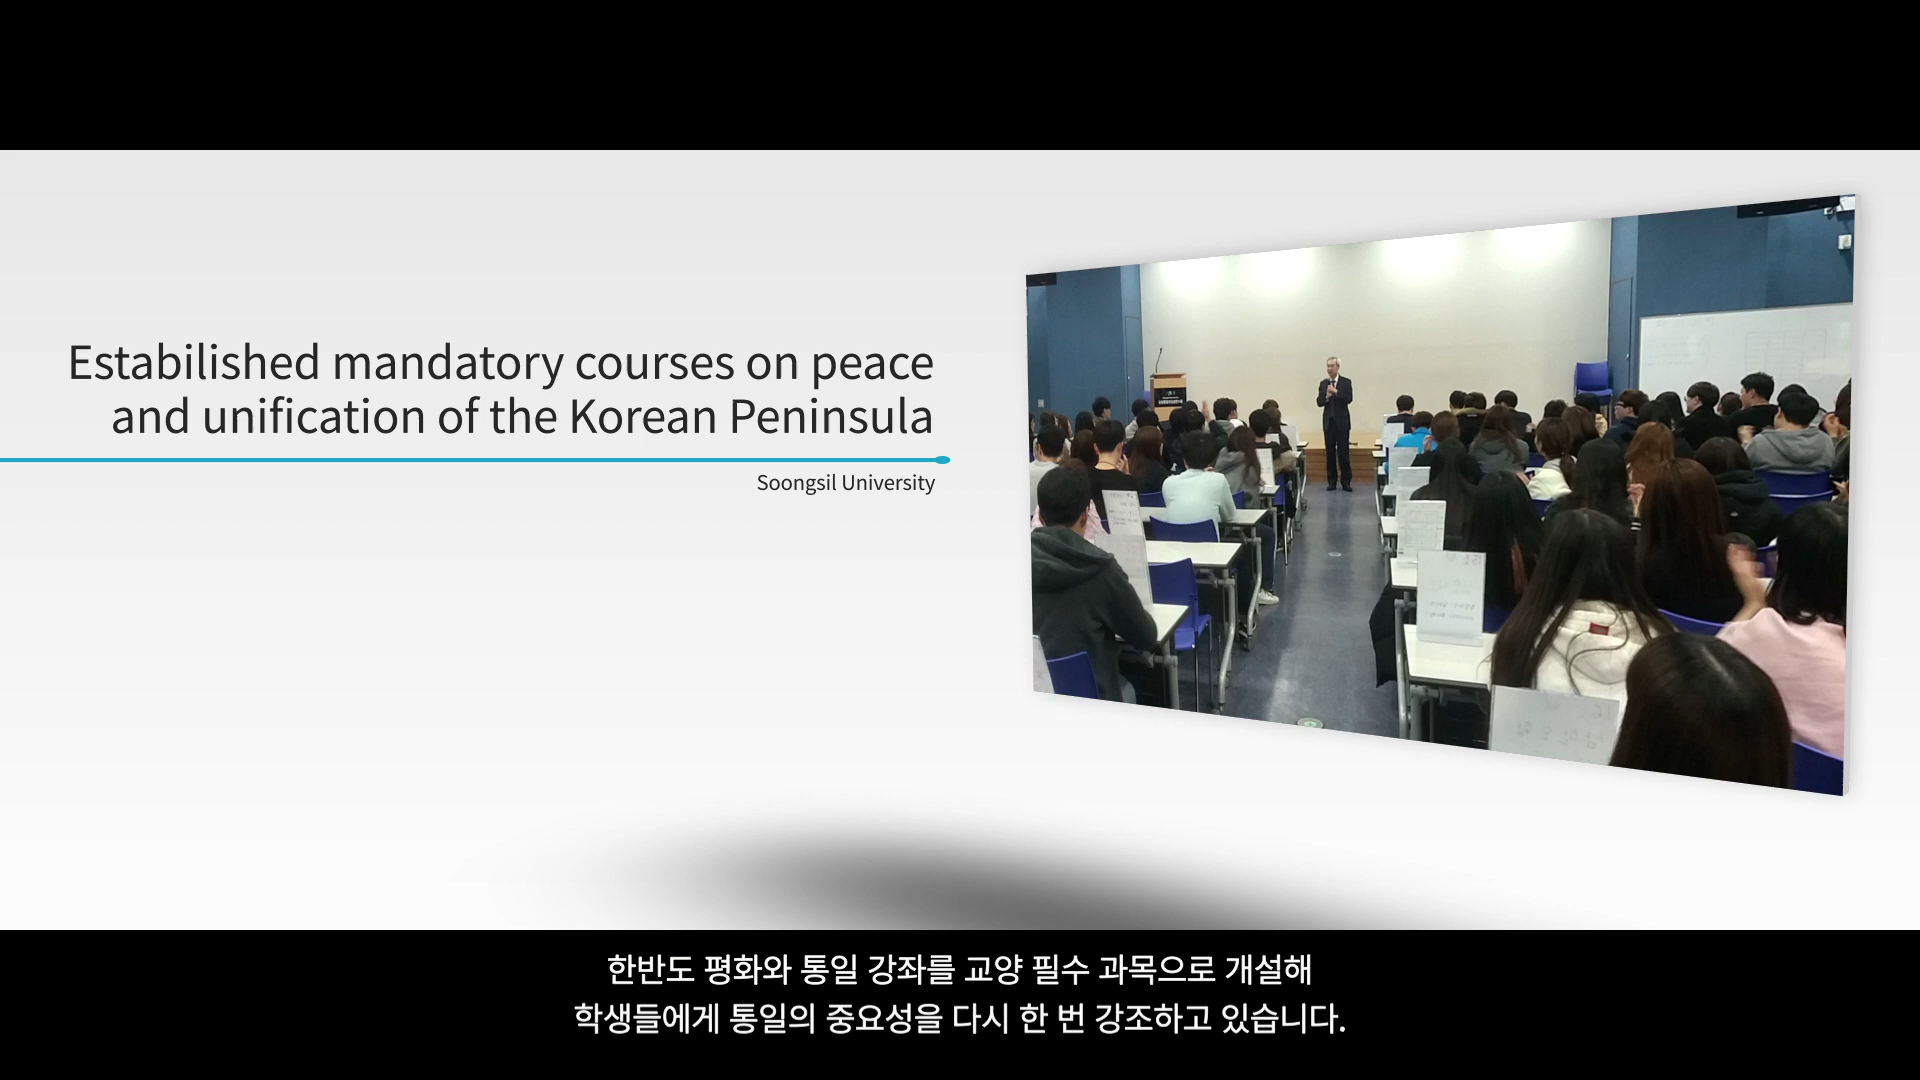 Estabilished mandatory courses on peace
and unification of the Korean Peninsula
Soongsil University
한반도 평화와 통일 강좌를 교양 필수 과목으로 개설해
학생들에게 통일의 중요성을 다시 한 번 강조하고 있습니다.